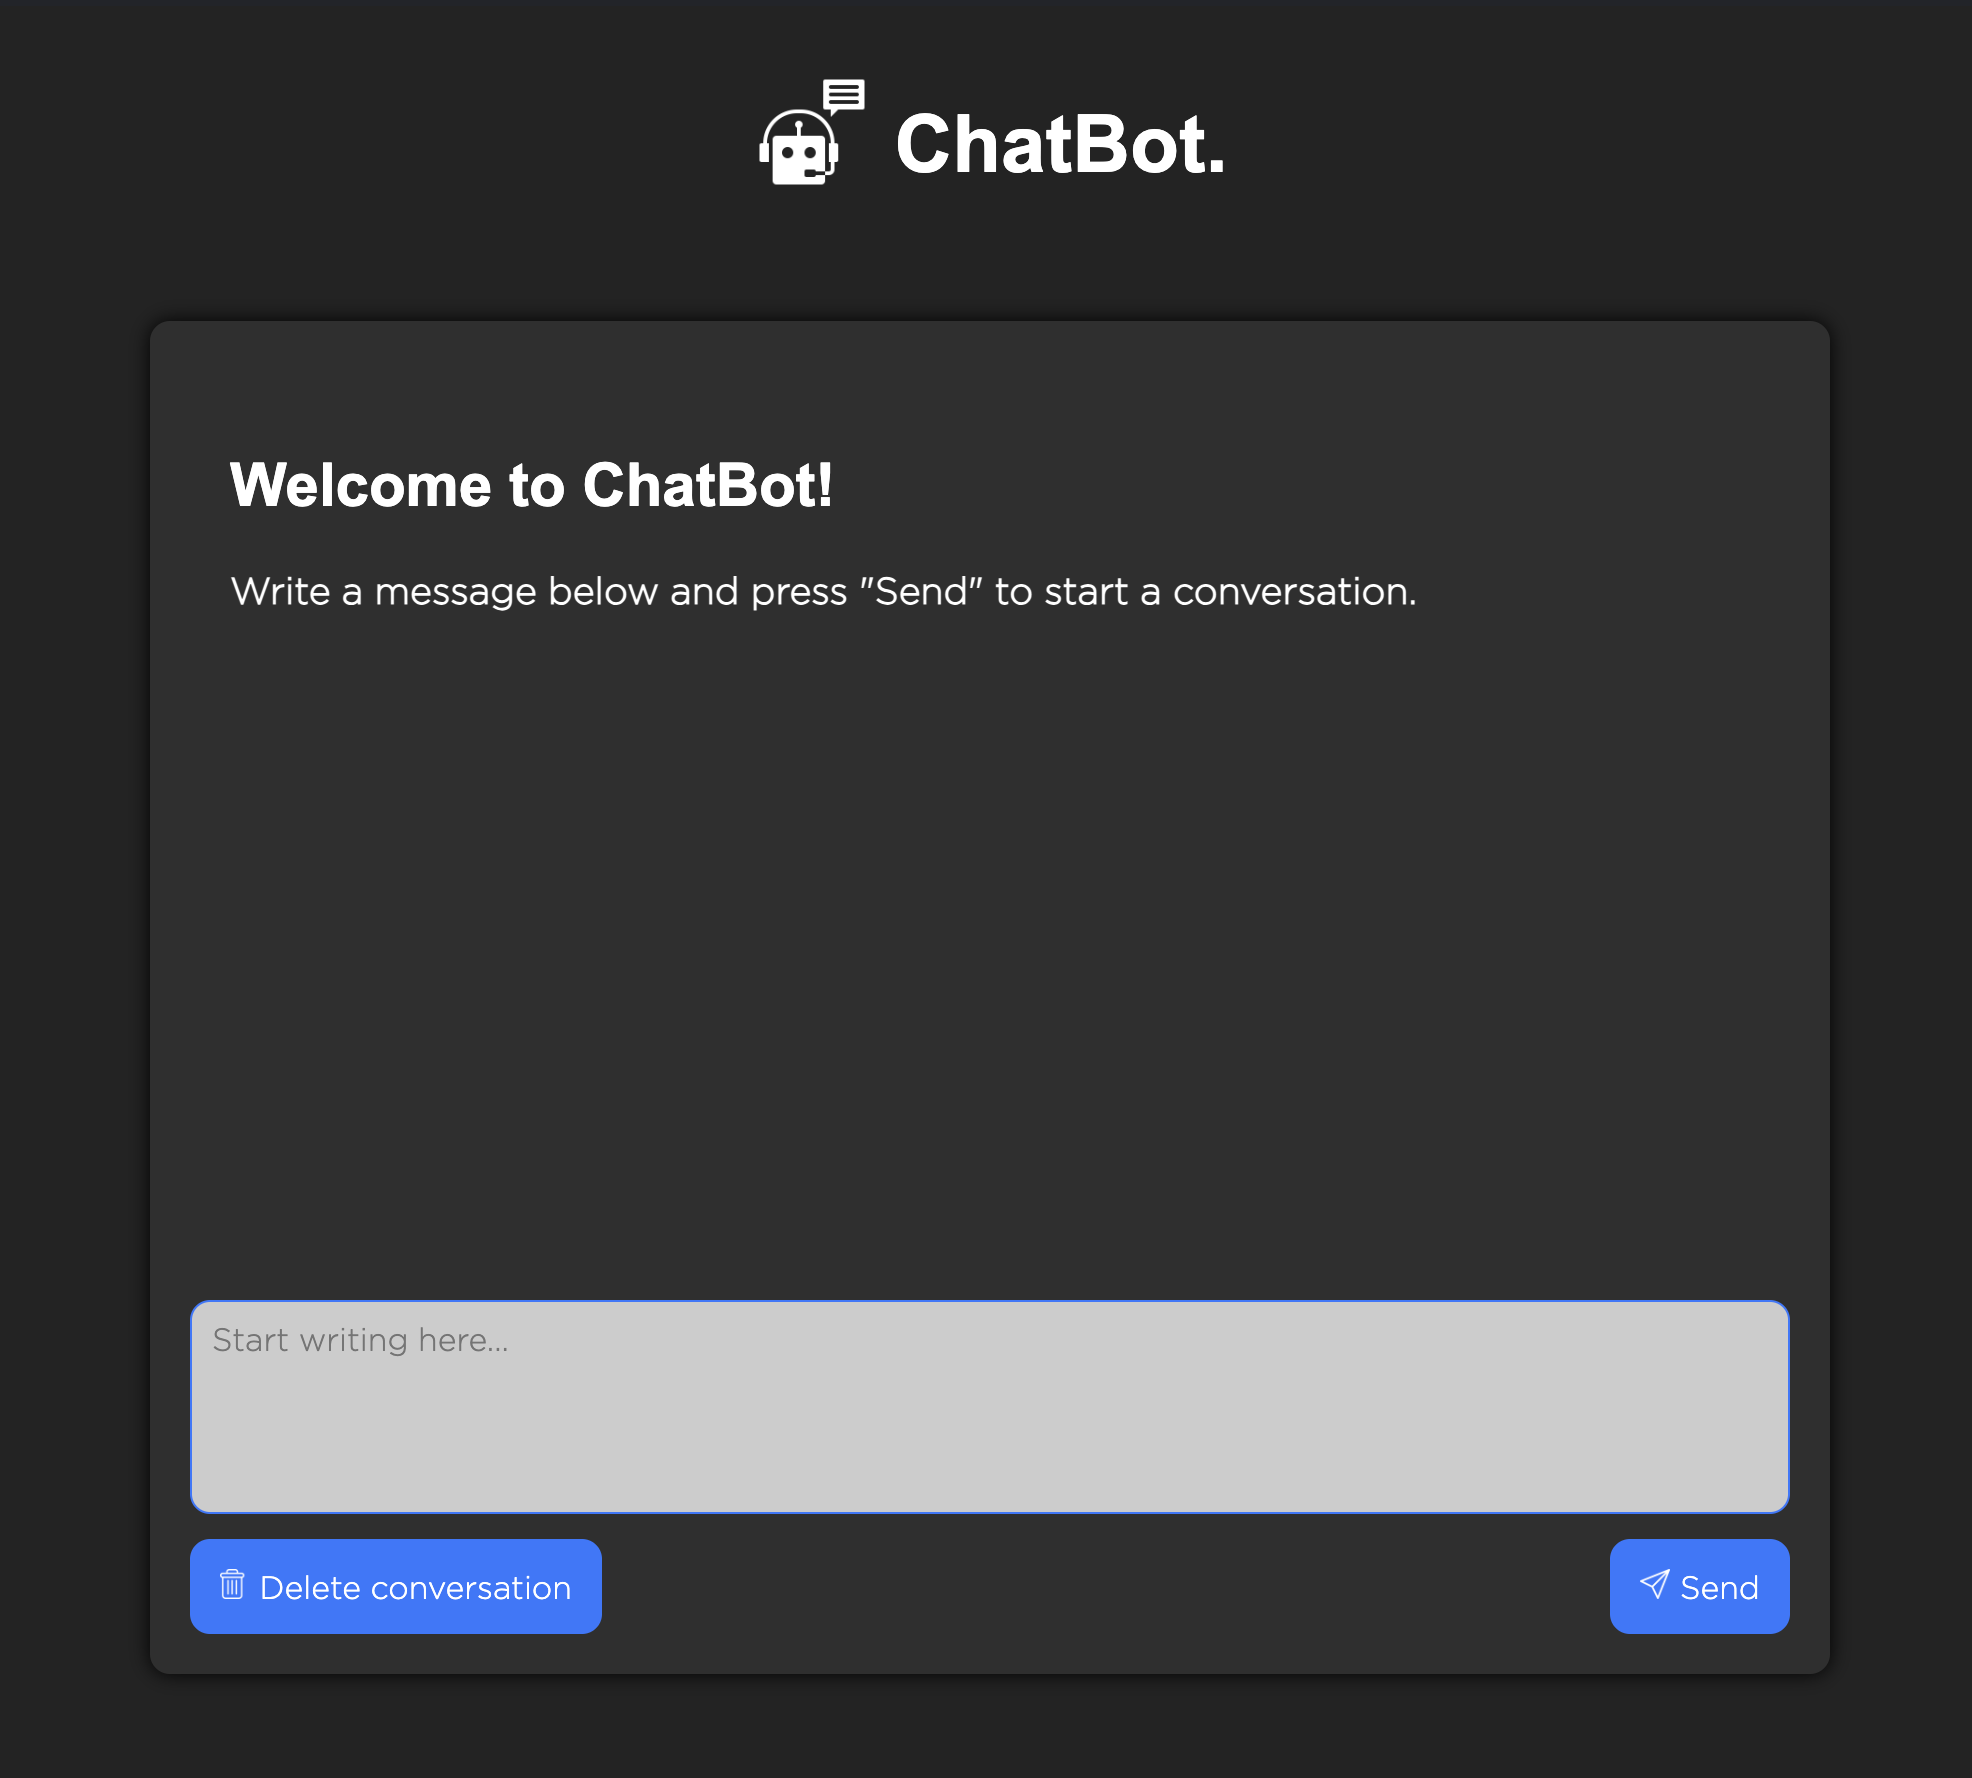 ChatBot.
Welcome to ChatBot!
Write a message below and press "Send" to start a conversation.
Start writing here...
Delete conversation
Send